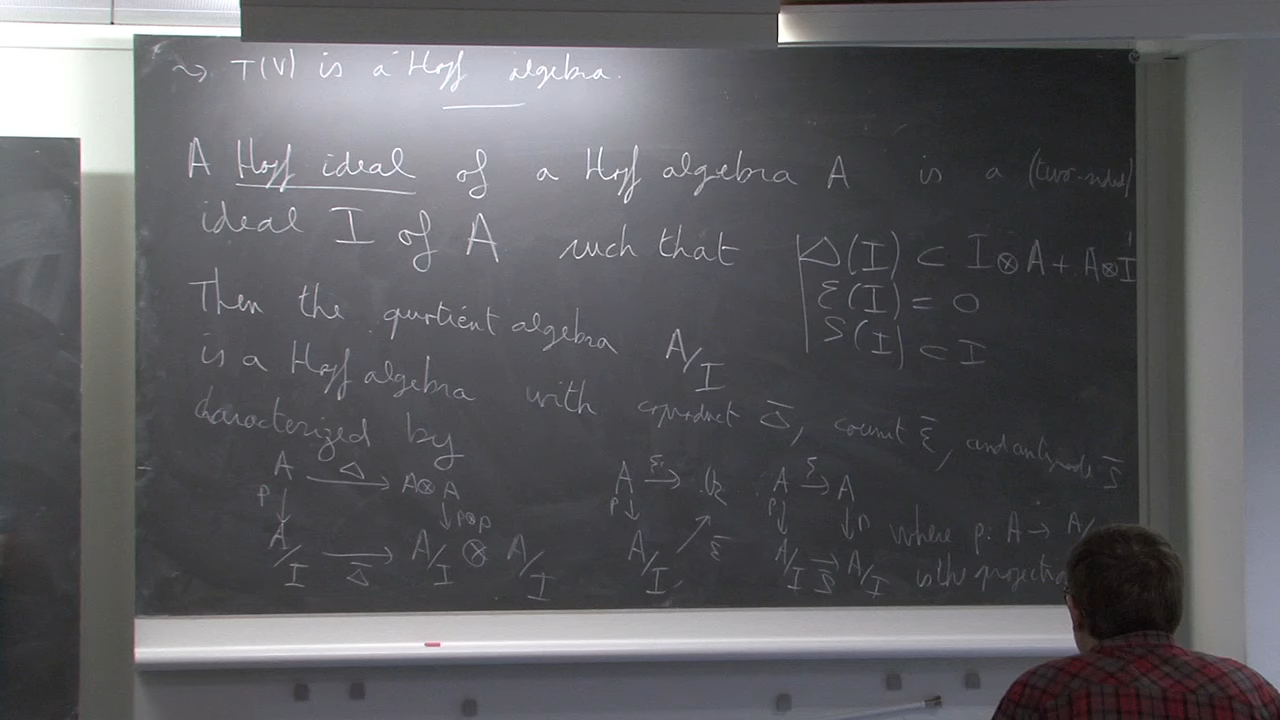 ⇝ T(V) is a Hopf algebra.
A Hopf ideal of a Hopf algebra A is a (two-sided)
ideal I of A such that | Δ(I) ⊂ I⊗A + A⊗I
ε(I) = 0
S(I) ⊂ I
Then the quotient algebra A/I
is a Hopf algebra with coproduct Δ̄, counit ε̄, and antipode S̄
characterized by
A —Δ→ A⊗A
p↓ ↓p⊗p
A/I —Δ̄→ A/I ⊗ A/I
A —ε→ k
p↓ ↗ ε̄
A/I
A —S→ A
p↓ ↓p
A/I —S̄→ A/I
where p: A → A/
is the projection